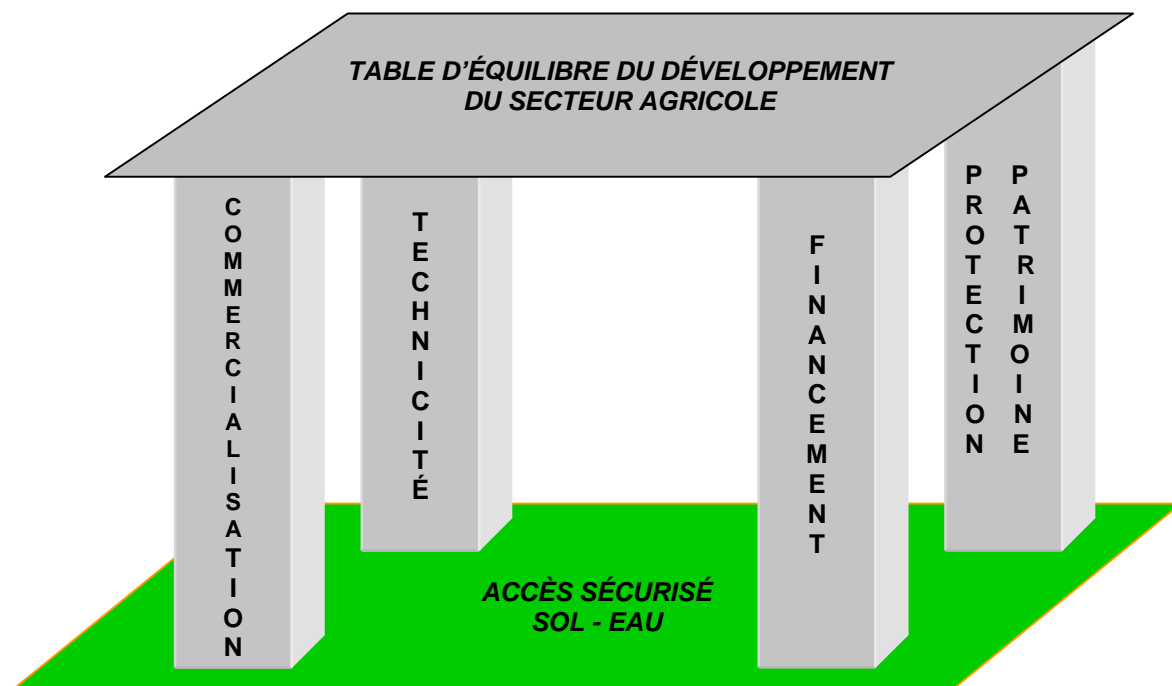 TABLE D'ÉQUILIBRE DU DÉVELOPPEMENT
DU SECTEUR AGRICOLE
COMMERCIALISATION
TECHNICITÉ
FINANCEMENT
PROTECTION
PATRIMOINE
ACCÈS SÉCURISÉ
SOL - EAU